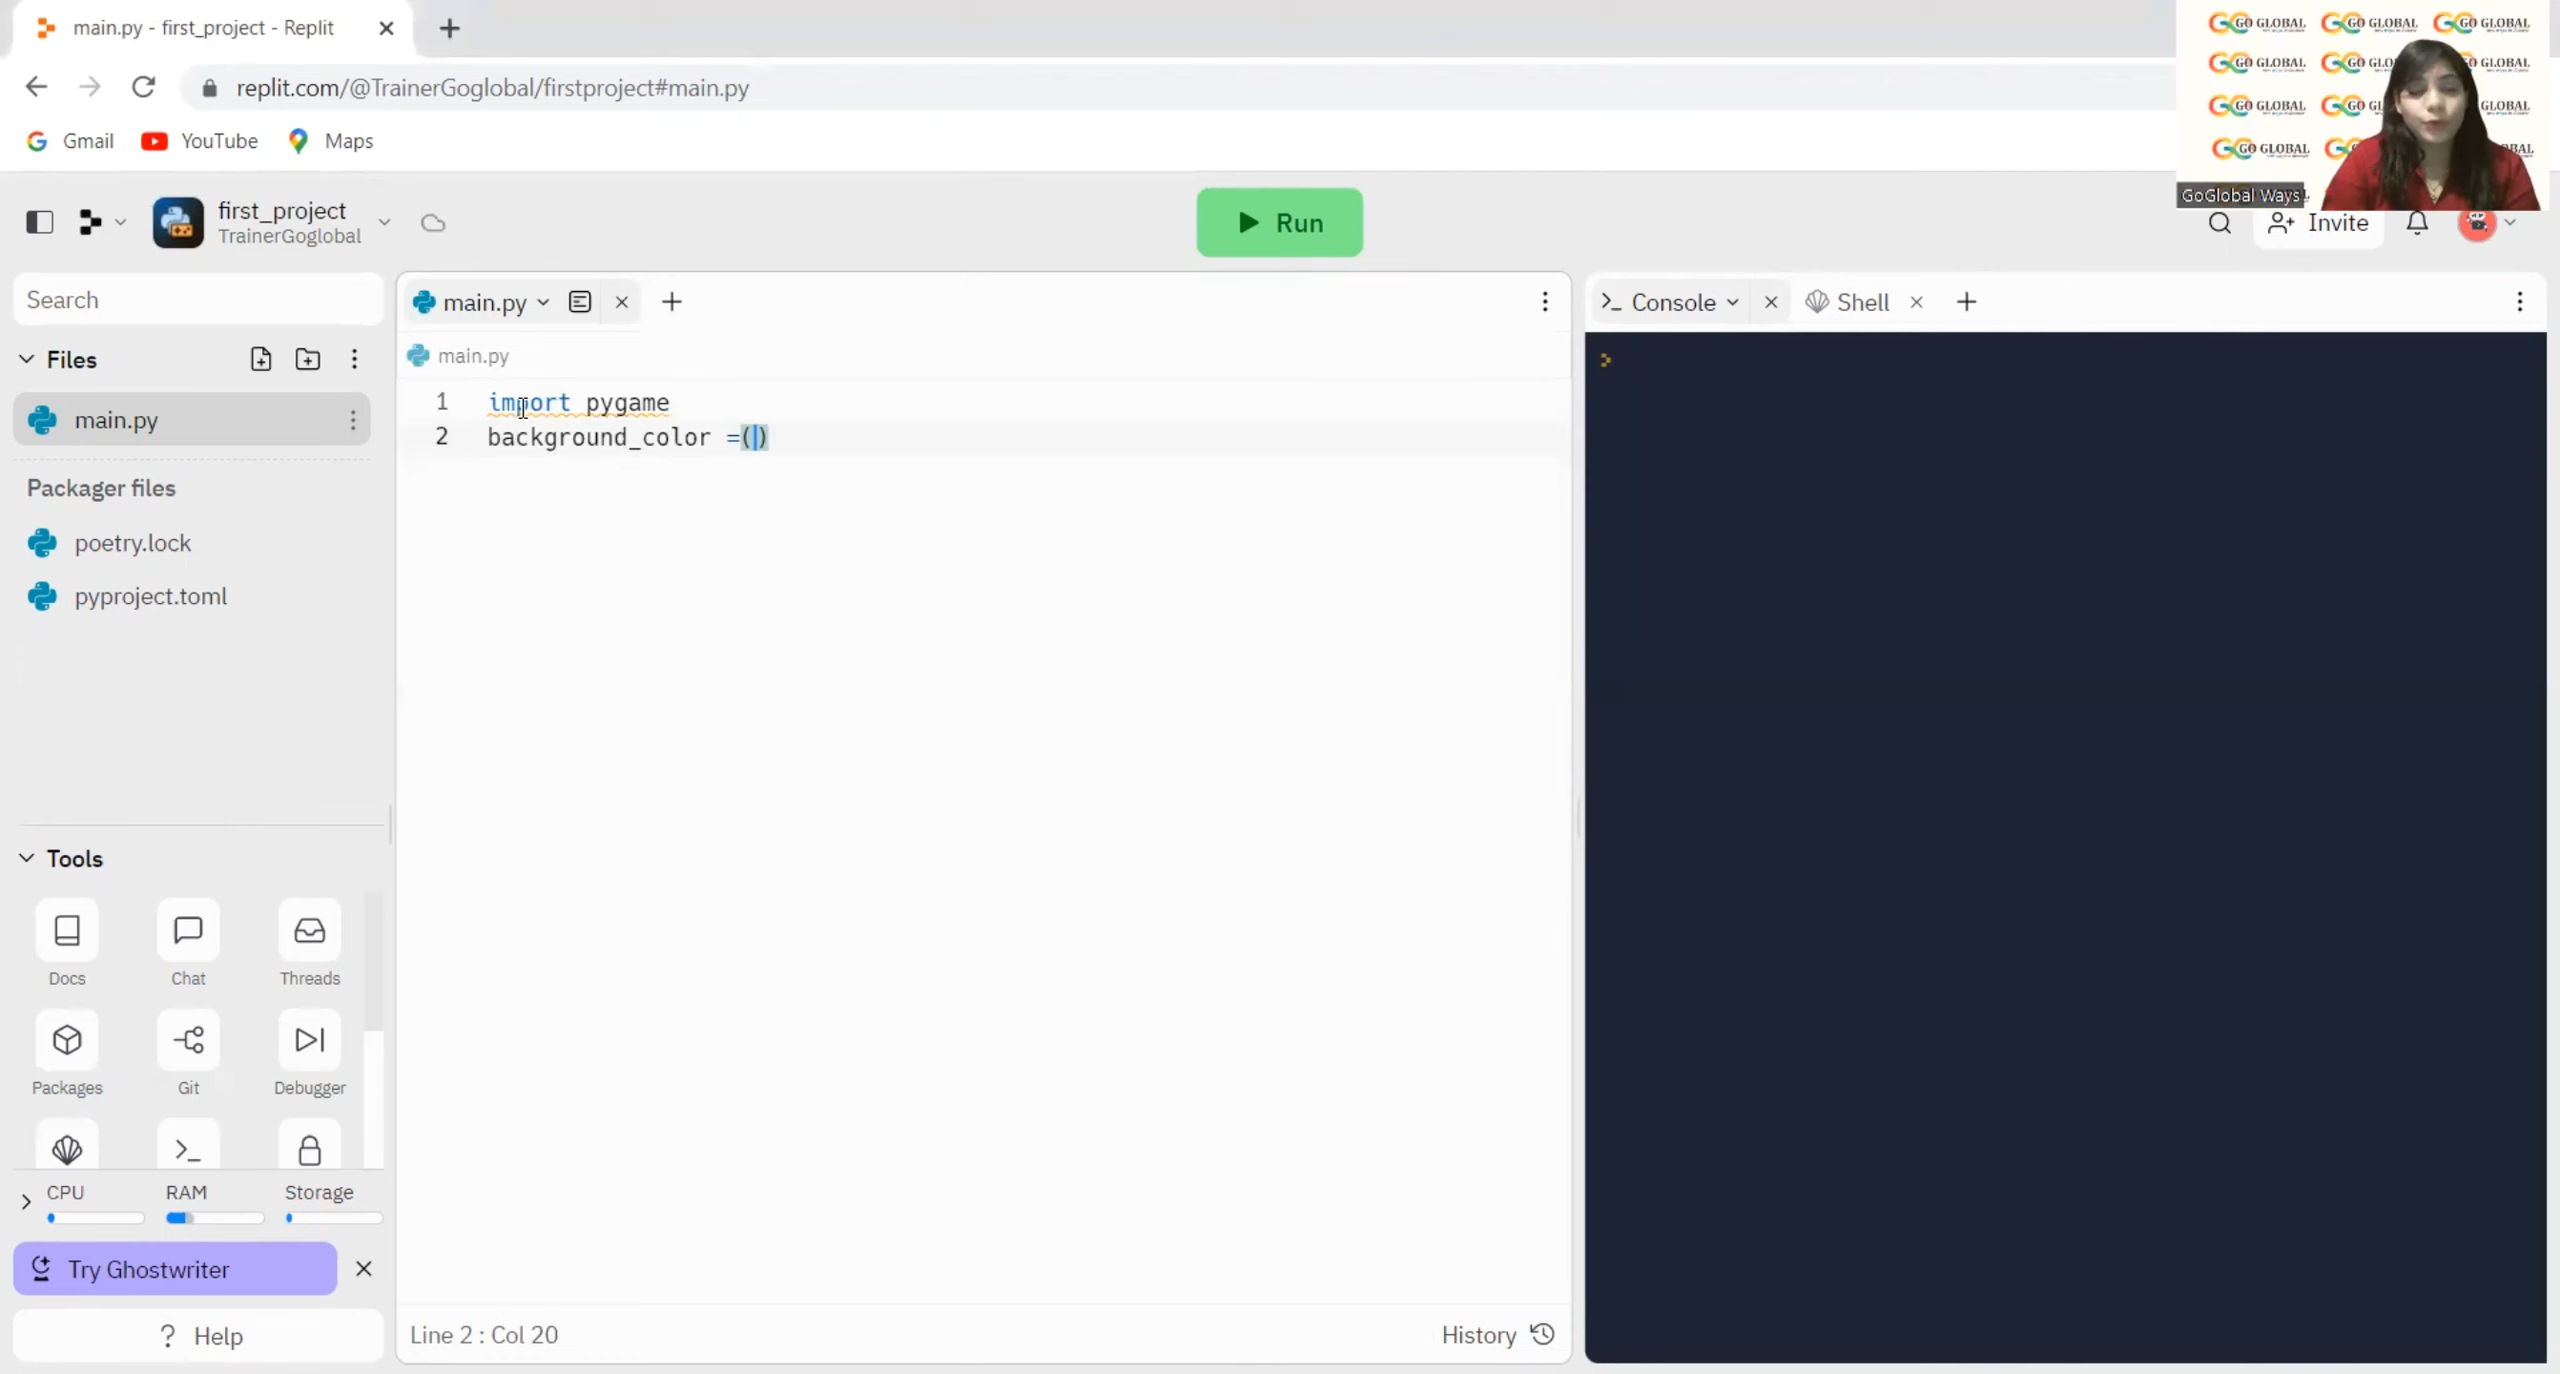 main.py - first_project - Replit
replit.com/@TrainerGoglobal/firstproject#main.py
Gmail YouTube Maps
GO GLOBAL GO GLOBAL GO GLOBAL
GO GLOBAL GO GLO O GLOBAL
GO GLOBAL GO GL GLOBAL
GO GLOBAL BAL
GoGlobal Ways
first_project
TrainerGoglobal
Run
Invite
Search
main.py
Console Shell
Files
main.py
main.py
1 import pygame
2 background_color =()
Packager files
poetry.lock
pyproject.toml
Tools
Docs Chat Threads
Packages Git Debugger
CPU RAM Storage
Try Ghostwriter
? Help
Line 2 : Col 20
History